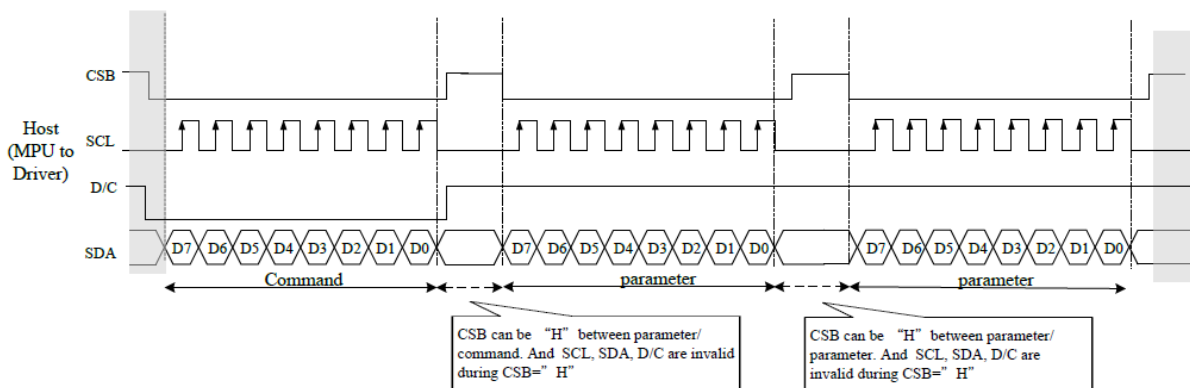 CSB
Host
(MPU to
Driver)
SCL
D/C
SDA
D7 D6 D5 D4 D3 D2 D1 D0
D7 D6 D5 D4 D3 D2 D1 D0
D7 D6 D5 D4 D3 D2 D1 D0
Command
parameter
parameter
CSB can be “H” between parameter/
command. And SCL, SDA, D/C are invalid
during CSB=”H”
CSB can be “H” between parameter/
parameter. And SCL, SDA, D/C are
invalid during CSB=”H”